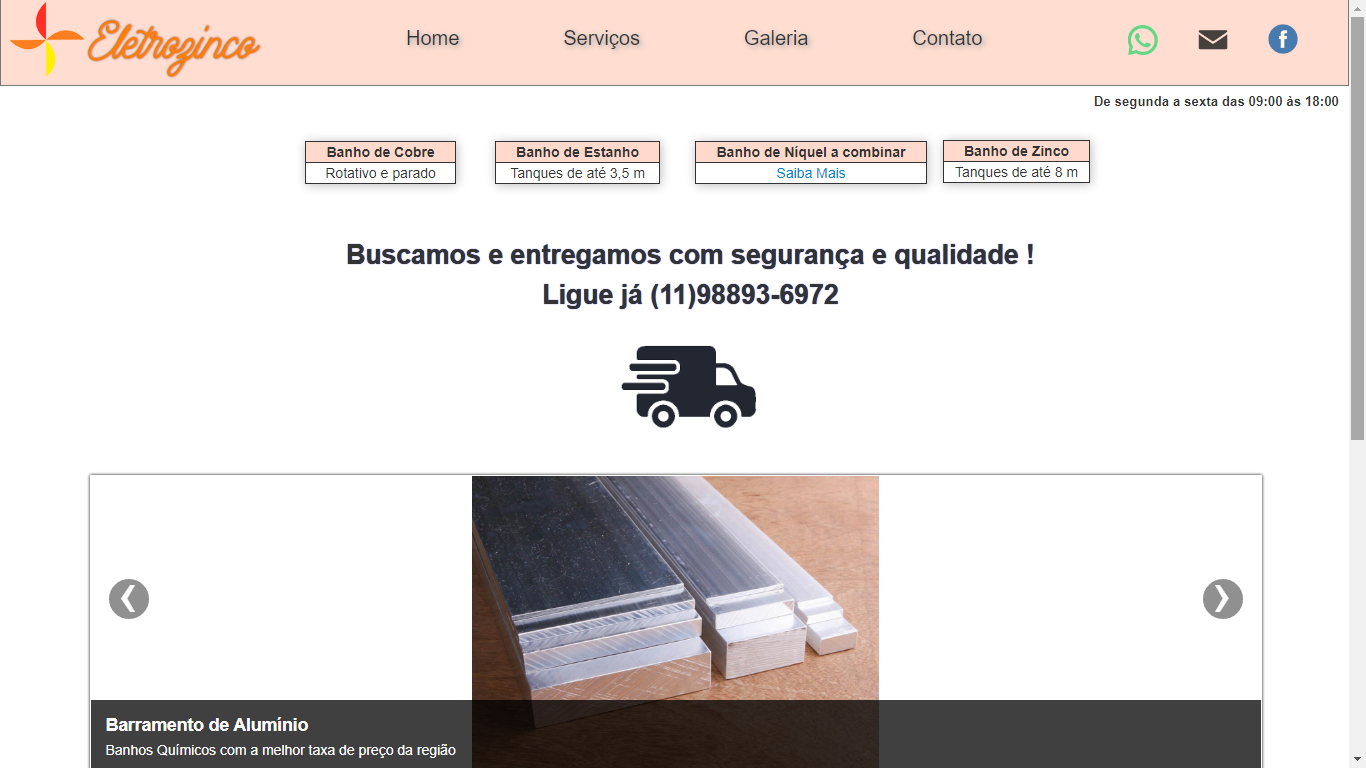 Eletrozinco
Home Serviços Galeria Contato
De segunda a sexta das 09:00 às 18:00
Banho de Cobre
Rotativo e parado
Banho de Estanho
Tanques de até 3,5 m
Banho de Níquel a combinar
Saiba Mais
Banho de Zinco
Tanques de até 8 m
Buscamos e entregamos com segurança e qualidade !
Ligue já (11)98893-6972
Barramento de Alumínio
Banhos Químicos com a melhor taxa de preço da região